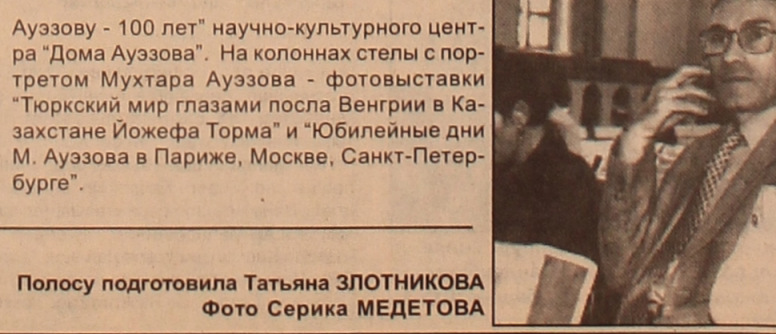 Ауэзову - 100 лет” научно-культурного цент-
ра “Дома Ауэзова”. На колоннах стелы с пор-
третом Мухтара Ауэзова - фотовыставки
“Тюркский мир глазами посла Венгрии в Ка-
захстане Йожефа Торма” и “Юбилейные дни
М. Ауэзова в Париже, Москве, Санкт-Петер-
бурге”.
Полосу подготовила Татьяна ЗЛОТНИКОВА
Фото Серика МЕДЕТОВА